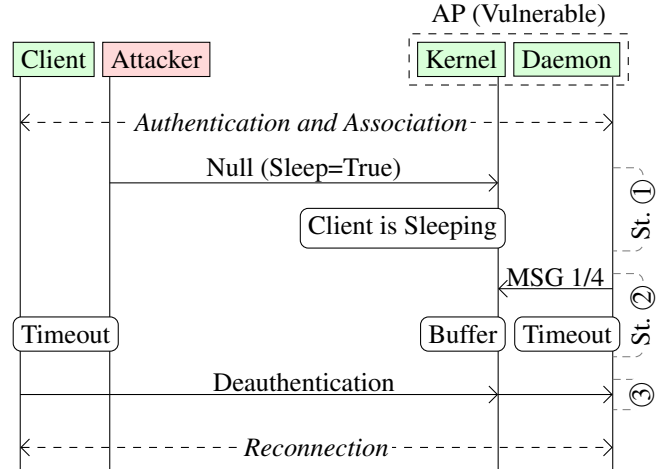 AP (Vulnerable)
Client Attacker Kernel Daemon
Authentication and Association
Null (Sleep=True)
St. ①
Client is Sleeping
MSG 1/4
St. ②
Timeout Buffer Timeout
Deauthentication
③
Reconnection